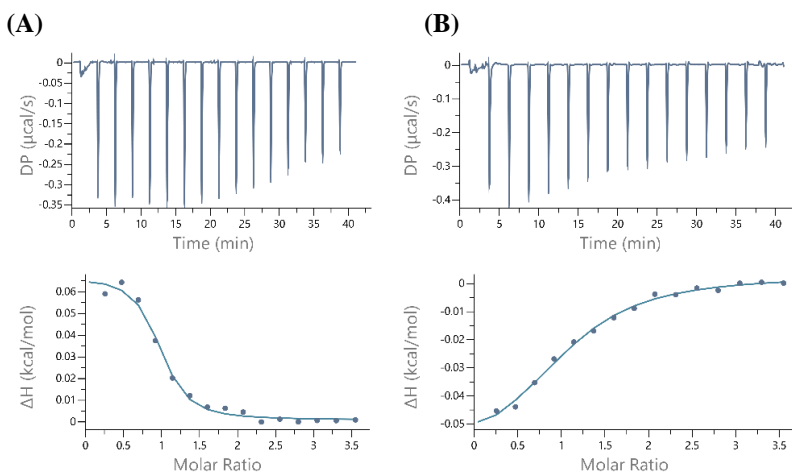 (A)
(B)
0
-0.05
-0.1
-0.15
-0.2
-0.25
-0.3
-0.35
DP (µcal/s)
0 5 10 15 20 25 30 35 40
Time (min)
0
-0.1
-0.2
-0.3
-0.4
DP (µcal/s)
0 5 10 15 20 25 30 35 40
Time (min)
0.06
0.05
0.04
0.03
0.02
0.01
0
ΔH (kcal/mol)
0 0.5 1 1.5 2 2.5 3 3.5
Molar Ratio
0
-0.01
-0.02
-0.03
-0.04
-0.05
ΔH (kcal/mol)
0 0.5 1 1.5 2 2.5 3 3.5
Molar Ratio